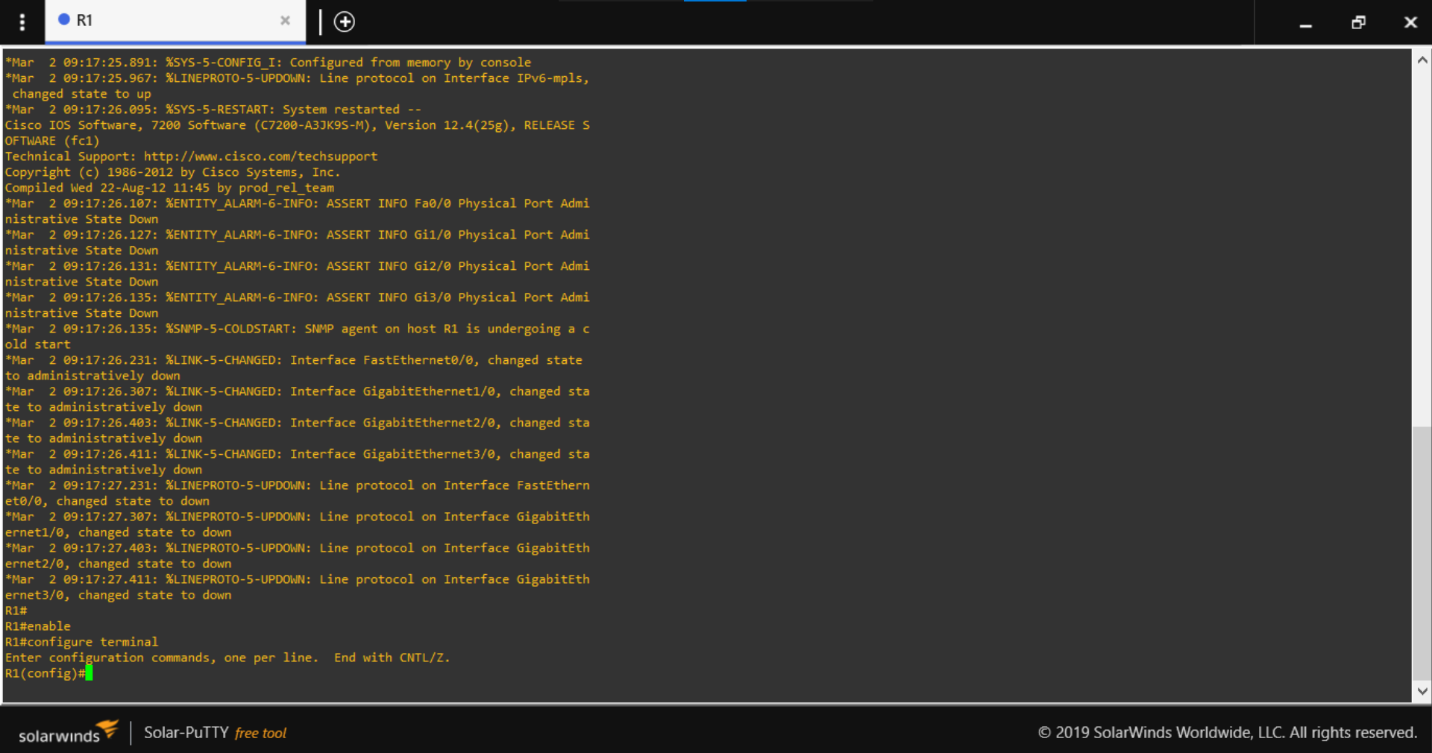 R1
*Mar  2 09:17:25.891: %SYS-5-CONFIG_I: Configured from memory by console
*Mar  2 09:17:25.967: %LINEPROTO-5-UPDOWN: Line protocol on Interface IPv6-mpls,
 changed state to up
*Mar  2 09:17:26.095: %SYS-5-RESTART: System restarted --
Cisco IOS Software, 7200 Software (C7200-A3JK9S-M), Version 12.4(25g), RELEASE S
OFTWARE (fc1)
Technical Support: http://www.cisco.com/techsupport
Copyright (c) 1986-2012 by Cisco Systems, Inc.
Compiled Wed 22-Aug-12 11:45 by prod_rel_team
*Mar  2 09:17:26.107: %ENTITY_ALARM-6-INFO: ASSERT INFO Fa0/0 Physical Port Admi
nistrative State Down
*Mar  2 09:17:26.127: %ENTITY_ALARM-6-INFO: ASSERT INFO Gi1/0 Physical Port Admi
nistrative State Down
*Mar  2 09:17:26.131: %ENTITY_ALARM-6-INFO: ASSERT INFO Gi2/0 Physical Port Admi
nistrative State Down
*Mar  2 09:17:26.135: %ENTITY_ALARM-6-INFO: ASSERT INFO Gi3/0 Physical Port Admi
nistrative State Down
*Mar  2 09:17:26.135: %SNMP-5-COLDSTART: SNMP agent on host R1 is undergoing a c
old start
*Mar  2 09:17:26.231: %LINK-5-CHANGED: Interface FastEthernet0/0, changed state
to administratively down
*Mar  2 09:17:26.307: %LINK-5-CHANGED: Interface GigabitEthernet1/0, changed sta
te to administratively down
*Mar  2 09:17:26.403: %LINK-5-CHANGED: Interface GigabitEthernet2/0, changed sta
te to administratively down
*Mar  2 09:17:26.411: %LINK-5-CHANGED: Interface GigabitEthernet3/0, changed sta
te to administratively down
*Mar  2 09:17:27.231: %LINEPROTO-5-UPDOWN: Line protocol on Interface FastEthern
et0/0, changed state to down
*Mar  2 09:17:27.307: %LINEPROTO-5-UPDOWN: Line protocol on Interface GigabitEth
ernet1/0, changed state to down
*Mar  2 09:17:27.403: %LINEPROTO-5-UPDOWN: Line protocol on Interface GigabitEth
ernet2/0, changed state to down
*Mar  2 09:17:27.411: %LINEPROTO-5-UPDOWN: Line protocol on Interface GigabitEth
ernet3/0, changed state to down
R1#
R1#enable
R1#configure terminal
Enter configuration commands, one per line.  End with CNTL/Z.
R1(config)#
solarwinds Solar-PuTTY free tool © 2019 SolarWinds Worldwide, LLC. All rights reserved.